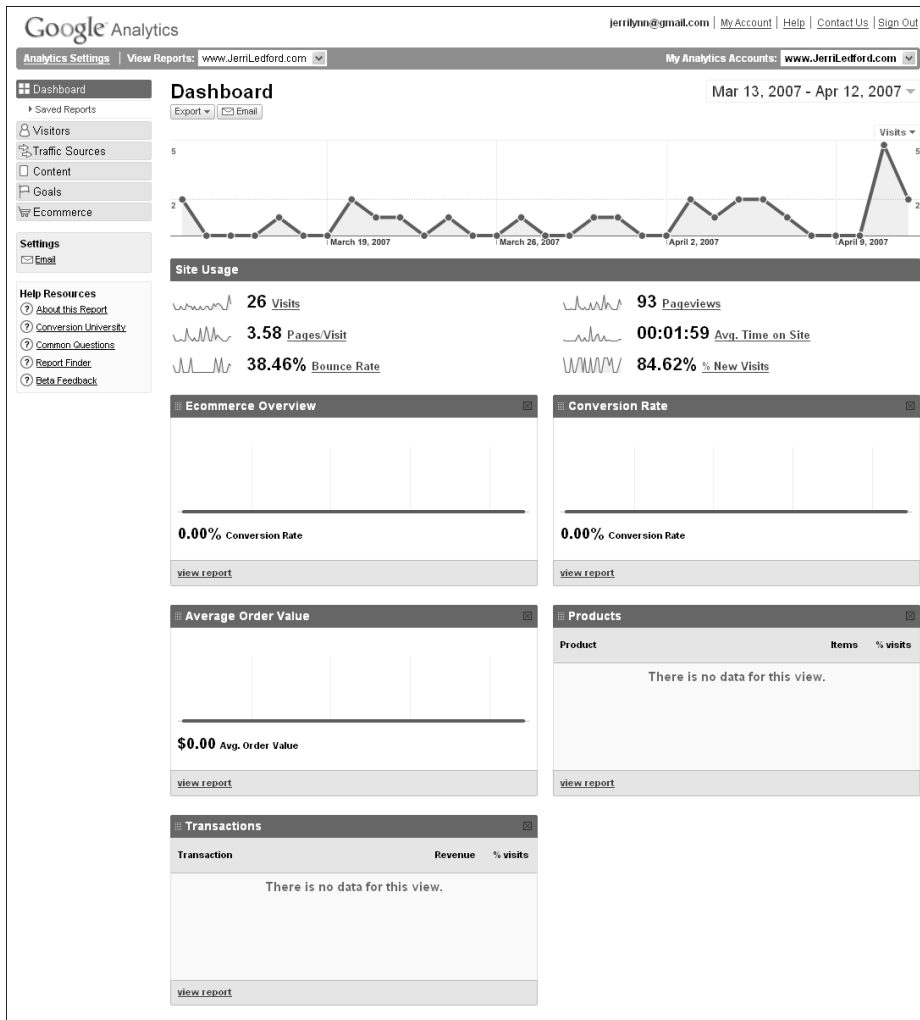 Google Analytics
jerrilynn@gmail.com | My Account | Help | Contact Us | Sign Out
Analytics Settings | View Reports: www.JerriLedford.com
My Analytics Accounts: www.JerriLedford.com
Dashboard
Saved Reports
Visitors
Traffic Sources
Content
Goals
Ecommerce
Settings
Email
Help Resources
About this Report
Conversion University
Common Questions
Report Finder
Beta Feedback
Dashboard
Mar 13, 2007 - Apr 12, 2007
Export Email
Visits
5 5
2 2
March 19, 2007 March 26, 2007 April 2, 2007 April 9, 2007
Site Usage
26 Visits
93 Pageviews
3.58 Pages/Visit
00:01:59 Avg. Time on Site
38.46% Bounce Rate
84.62% % New Visits
Ecommerce Overview
0.00% Conversion Rate
view report
Conversion Rate
0.00% Conversion Rate
view report
Average Order Value
$0.00 Avg. Order Value
view report
Products
Product Items % visits
There is no data for this view.
view report
Transactions
Transaction Revenue % visits
There is no data for this view.
view report